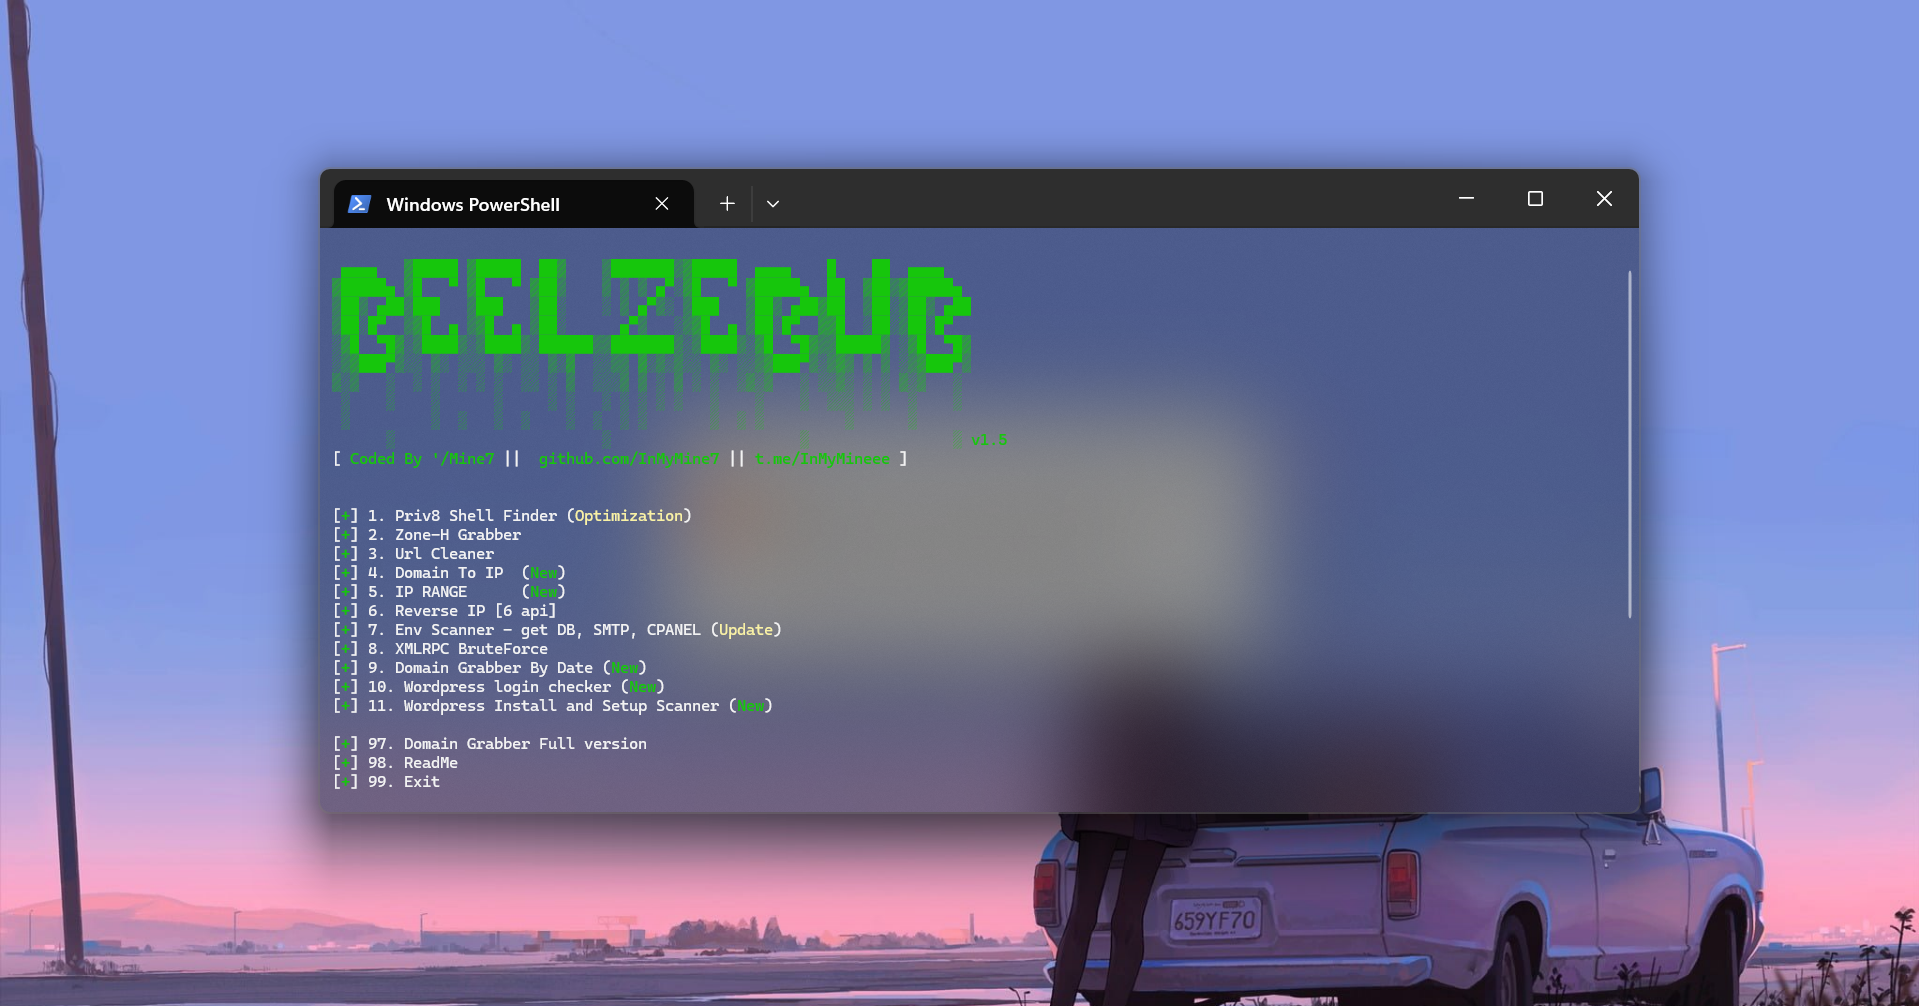 Windows PowerShell
BEELZEBUB
v1.5
[ Coded By '/Mine7 || github.com/InMyMine7 || t.me/InMyMineee ]
[+] 1. Priv8 Shell Finder (Optimization)
[+] 2. Zone-H Grabber
[+] 3. Url Cleaner
[+] 4. Domain To IP  (New)
[+] 5. IP RANGE      (New)
[+] 6. Reverse IP [6 api]
[+] 7. Env Scanner - get DB, SMTP, CPANEL (Update)
[+] 8. XMLRPC BruteForce
[+] 9. Domain Grabber By Date (New)
[+] 10. Wordpress login checker (New)
[+] 11. Wordpress Install and Setup Scanner (New)
[+] 97. Domain Grabber Full version
[+] 98. ReadMe
[+] 99. Exit
659YF70